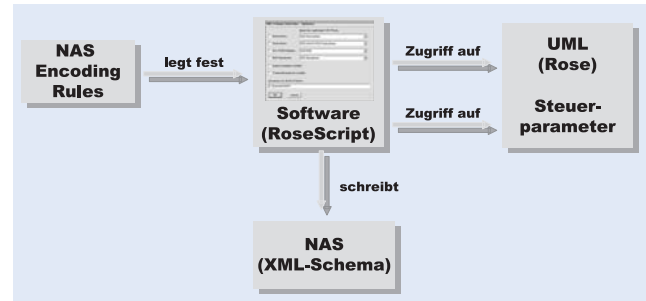 NAS
Encoding
Rules
legt fest
Software
(RoseScript)
Zugriff auf
Zugriff auf
UML
(Rose)
Steuer-
parameter
schreibt
NAS
(XML-Schema)